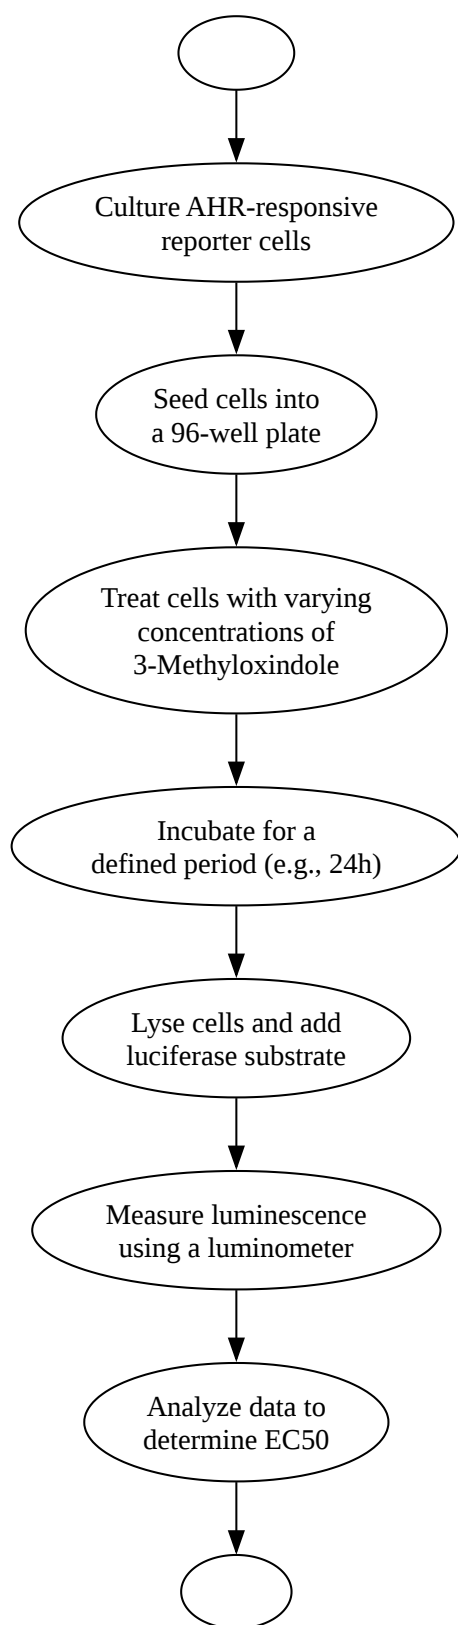 Culture AHR-responsive
reporter cells
Seed cells into
a 96-well plate
Treat cells with varying
concentrations of
3-Methyloxindole
Incubate for a
defined period (e.g., 24h)
Lyse cells and add
luciferase substrate
Measure luminescence
using a luminometer
Analyze data to
determine EC50